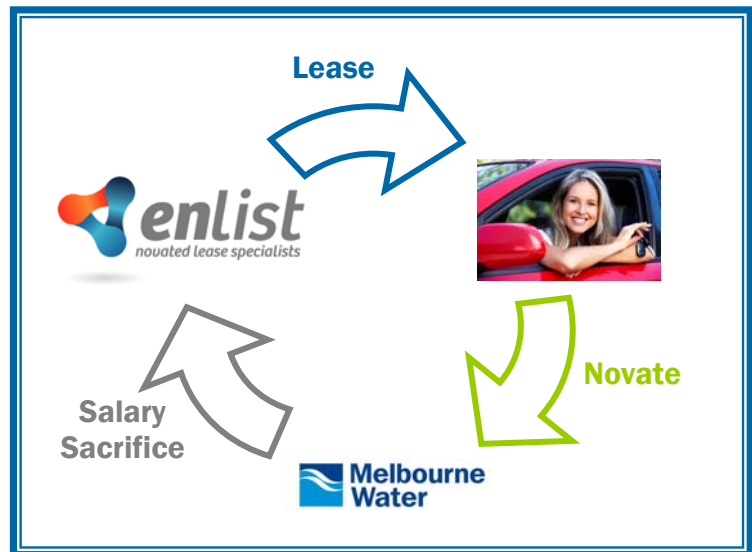 Lease
enlist
novated lease specialists
Novate
Salary
Sacrifice
Melbourne
Water